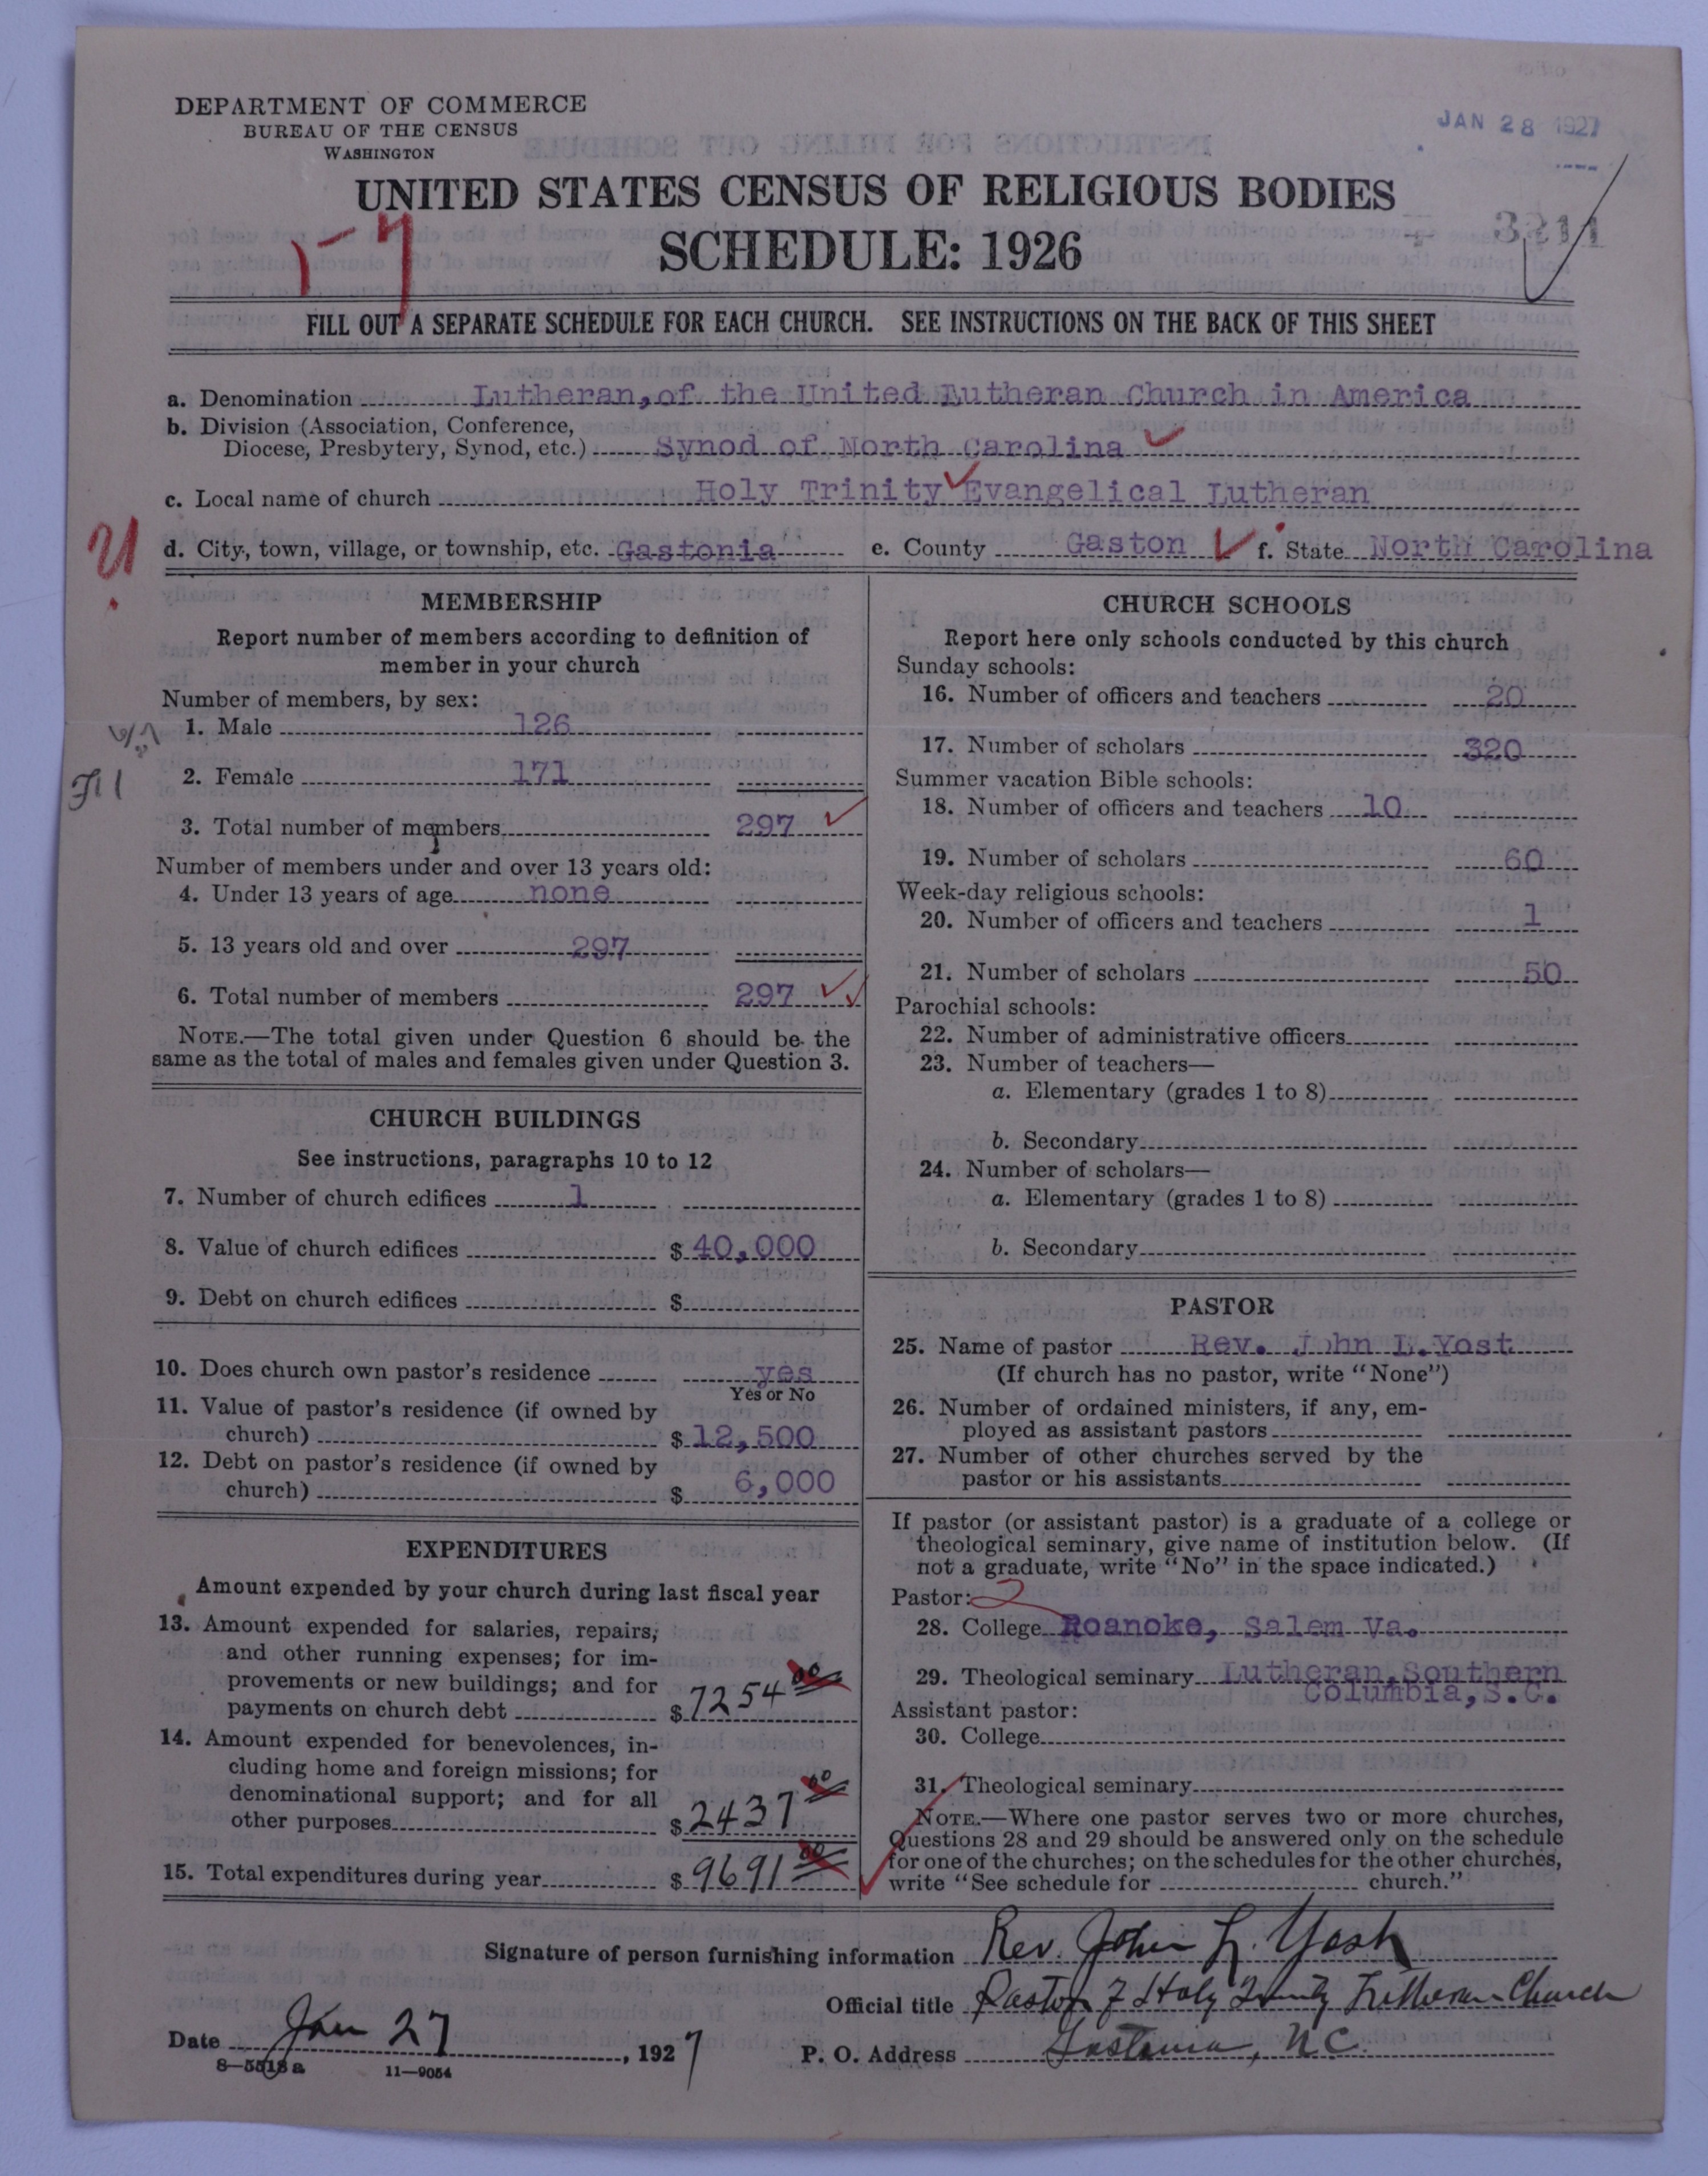 DEPARTMENT OF COMMERCE
BUREAU OF THE CENSUS
WASHINGTON
JAN 28 1927
UNITED STATES CENSUS OF RELIGIOUS BODIES
SCHEDULE: 1926
3211
FILL OUT A SEPARATE SCHEDULE FOR EACH CHURCH. SEE INSTRUCTIONS ON THE BACK OF THIS SHEET
a. Denomination Lutheran, of the United Lutheran Church in America
b. Division (Association, Conference,
Diocese, Presbytery, Synod, etc.) Synod of North Carolina
c. Local name of church Holy Trinity Evangelical Lutheran
d. City, town, village, or township, etc. Gastonia e. County Gaston f. State North Carolina
MEMBERSHIP
Report number of members according to definition of
member in your church
Number of members, by sex:
1. Male 126
2. Female 171
3. Total number of members 297
Number of members under and over 13 years old:
4. Under 13 years of age none
5. 13 years old and over 297
6. Total number of members 297
NOTE.—The total given under Question 6 should be the
same as the total of males and females given under Question 3.
CHURCH BUILDINGS
See instructions, paragraphs 10 to 12
7. Number of church edifices 1
8. Value of church edifices $ 40,000
9. Debt on church edifices $
10. Does church own pastor's residence yes
Yes or No
11. Value of pastor's residence (if owned by
church) $ 12,500
12. Debt on pastor's residence (if owned by
church) $ 6,000
EXPENDITURES
Amount expended by your church during last fiscal year
13. Amount expended for salaries, repairs,
and other running expenses; for im-
provements or new buildings; and for
payments on church debt $ 7254 00
14. Amount expended for benevolences, in-
cluding home and foreign missions; for
denominational support; and for all
other purposes $ 2437 00
15. Total expenditures during year $ 9691 00
CHURCH SCHOOLS
Report here only schools conducted by this church
Sunday schools:
16. Number of officers and teachers 20
17. Number of scholars 320
Summer vacation Bible schools:
18. Number of officers and teachers 10
19. Number of scholars 60
Week-day religious schools:
20. Number of officers and teachers 1
21. Number of scholars 50
Parochial schools:
22. Number of administrative officers
23. Number of teachers—
a. Elementary (grades 1 to 8)
b. Secondary
24. Number of scholars—
a. Elementary (grades 1 to 8)
b. Secondary
PASTOR
25. Name of pastor Rev. John L. Yost
(If church has no pastor, write "None")
26. Number of ordained ministers, if any, em-
ployed as assistant pastors
27. Number of other churches served by the
pastor or his assistants
If pastor (or assistant pastor) is a graduate of a college or
theological seminary, give name of institution below. (If
not a graduate, write "No" in the space indicated.)
Pastor: 2
28. College Roanoke, Salem Va.
29. Theological seminary Lutheran, Southern
Columbia, S.C.
Assistant pastor:
30. College
31. Theological seminary
NOTE.—Where one pastor serves two or more churches,
Questions 28 and 29 should be answered only on the schedule
for one of the churches; on the schedules for the other churches,
write "See schedule for church."
Signature of person furnishing information Rev. John L. Yost
Official title Pastor of Holy Trinity Lutheran Church
Date Jan 27, 1927
P. O. Address Gastonia, N.C.
8—5518a 11—9054